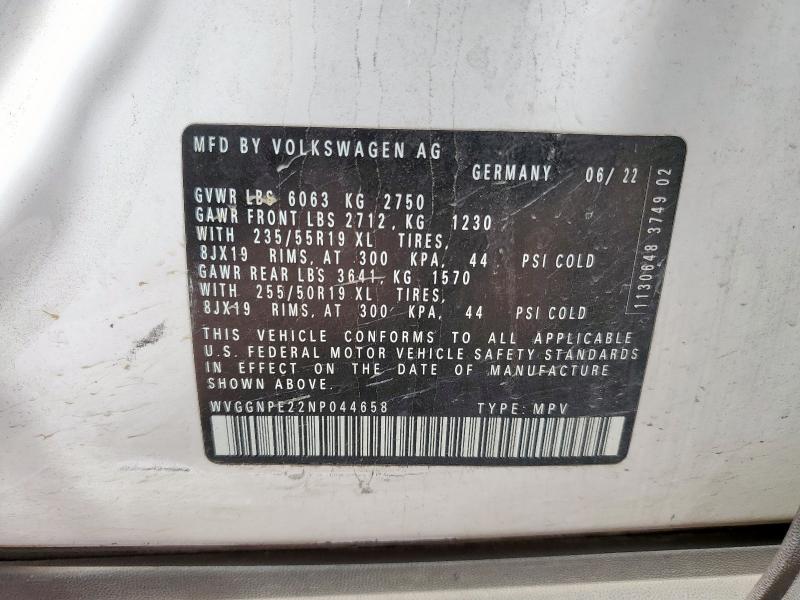 MFD BY VOLKSWAGEN AG
GERMANY 06/22
GVWR LBS 6063 KG 2750
GAWR FRONT LBS 2712, KG 1230
WITH 235/55R19 XL TIRES,
8JX19 RIMS, AT 300 KPA, 44 PSI COLD
GAWR REAR LBS 3641, KG 1570
WITH 255/50R19 XL TIRES,
8JX19 RIMS, AT 300 KPA, 44 PSI COLD
THIS VEHICLE CONFORMS TO ALL APPLICABLE
U.S. FEDERAL MOTOR VEHICLE SAFETY STANDARDS
IN EFFECT ON THE DATE OF MANUFACTURE
SHOWN ABOVE.
WVGGNPE22NP044658 TYPE: MPV
1130648 3749 02